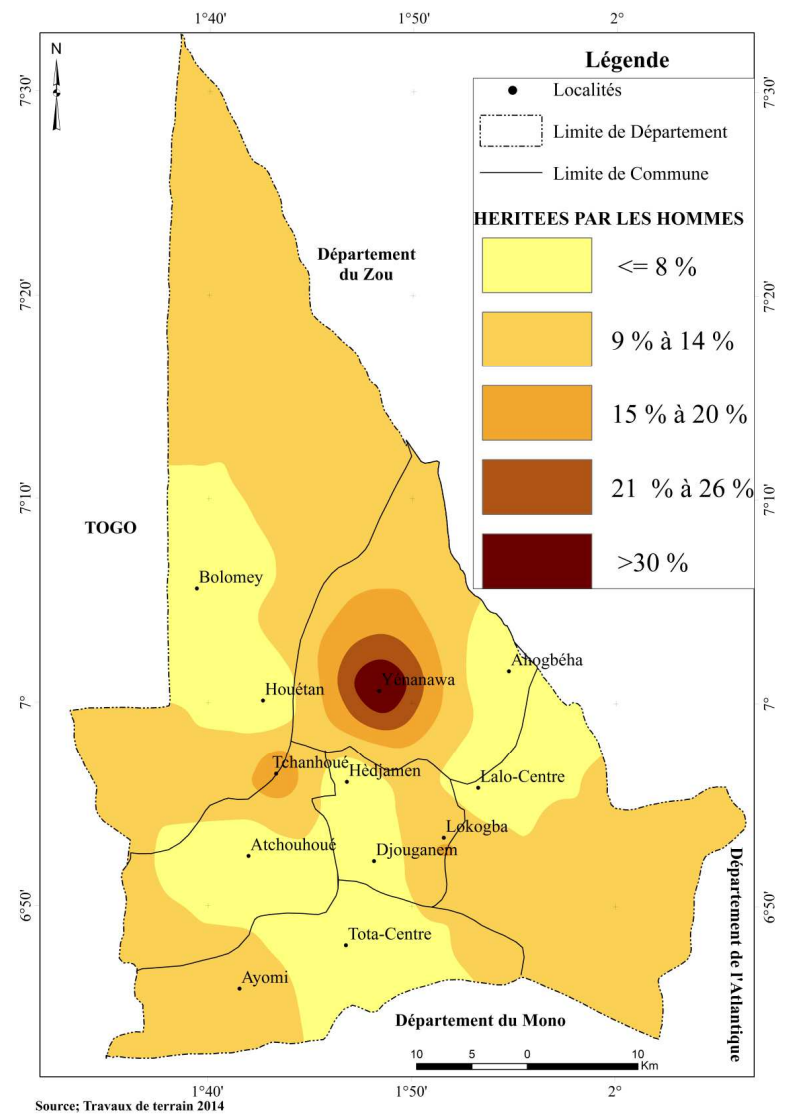 1°40'
1°50'
2°
N
7°30'
7°30'
Légende
Localités
Limite de Département
Limite de Commune
HERITEES PAR LES HOMMES
<= 8 %
9 % à 14 %
15 % à 20 %
21 % à 26 %
>30 %
Département
du Zou
7°20'
7°20'
7°10'
7°10'
TOGO
Bolomey
Ahogbéha
Houétan
Yénanawa
7°
7°
Tchanhoué
Hèdjamen
Lalo-Centre
Lokogba
Atchouhoué
Djouganem
6°50'
6°50'
Département de l'Atlantique
Tota-Centre
Ayomi
Département du Mono
10 5 0 10
Km
1°40'
1°50'
2°
Source; Travaux de terrain 2014